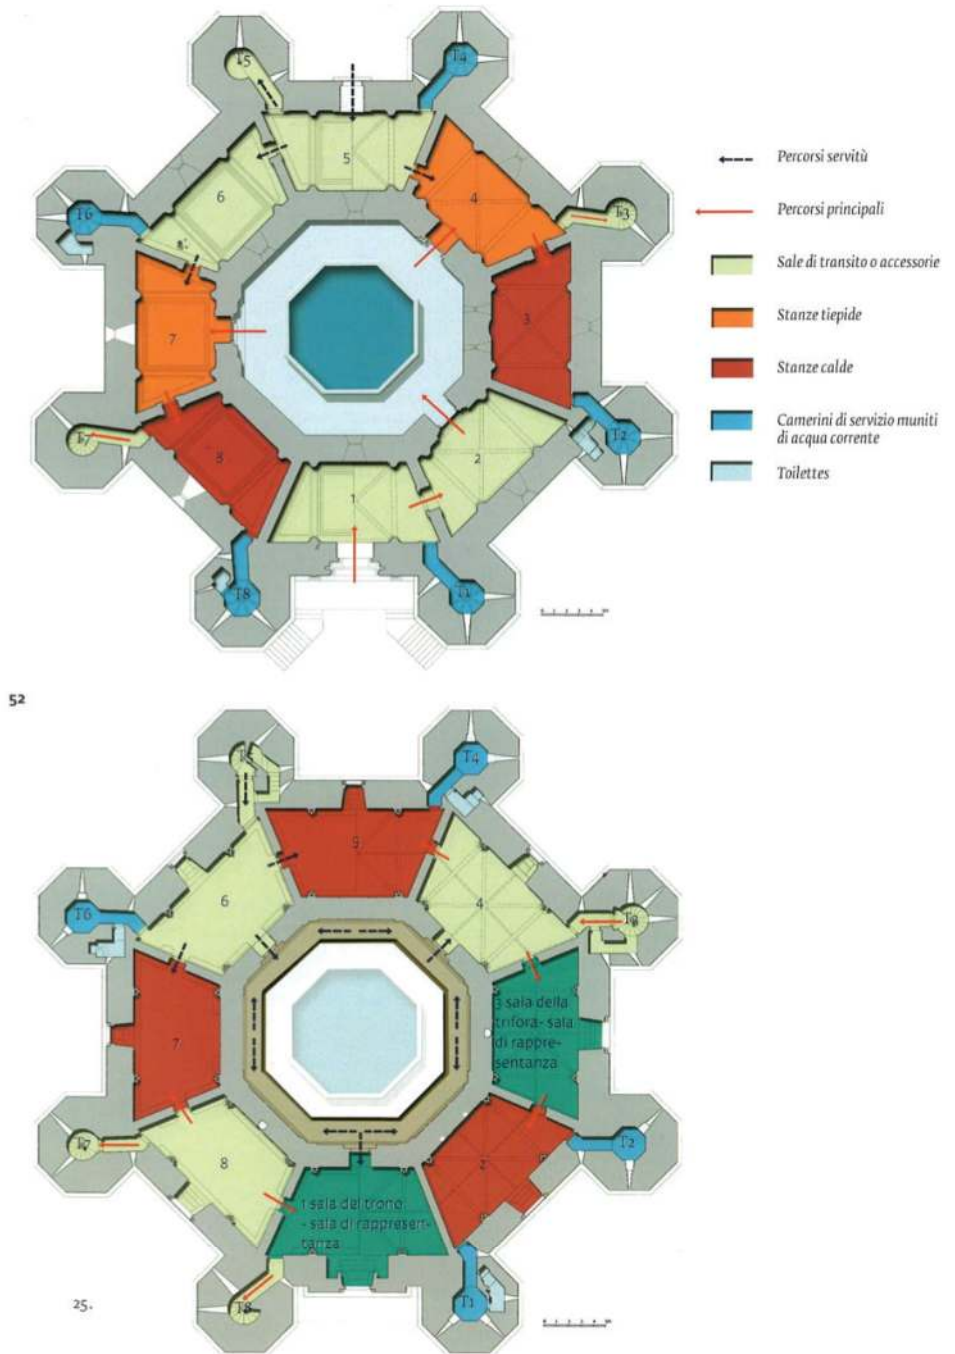 T5
T4
5
6
4
T6
8.
T3
3
7
T7
8
2
T2
1
T8
T1
Percorsi servitù
Percorsi principali
Sale di transito o accessorie
Stanze tiepide
Stanze calde
Camerini di servizio muniti
di acqua corrente
Toilettes
52
T4
5
6
4
T6
T3
3 sala della
trifora- sala
di rappre-
sentanza
7
T7
8
2
T2
1 sala del trono
- sala di rappresen-
tanza
T8
T1
25.